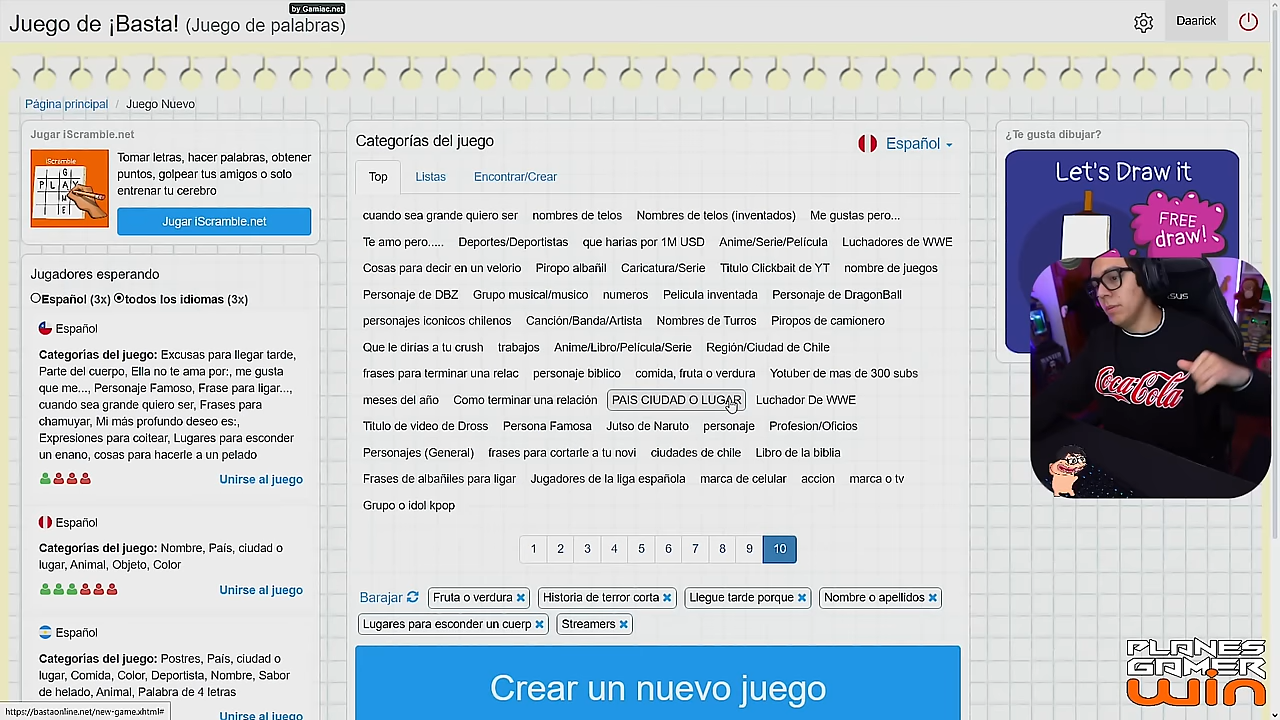 Juego de ¡Basta! (Juego de palabras)
by Gamiac.net
Daarick
Página principal / Juego Nuevo
Jugar iScramble.net
iScramble
Tomar letras, hacer palabras, obtener
puntos, golpear tus amigos o solo
entrenar tu cerebro
Jugar iScramble.net
Jugadores esperando
Español (3x) todos los idiomas (3x)
Español
Categorías del juego: Excusas para llegar tarde,
Parte del cuerpo, Ella no te ama por:, me gusta
que me..., Personaje Famoso, Frase para ligar...,
cuando sea grande quiero ser, Frases para
chamuyar, Mi más profundo deseo es:,
Expresiones para coitear, Lugares para esconder
un enano, cosas para hacerle a un pelado
Unirse al juego
Español
Categorías del juego: Nombre, País, ciudad o
lugar, Animal, Objeto, Color
Unirse al juego
Español
Categorías del juego: Postres, País, ciudad o
lugar, Comida, Color, Deportista, Nombre, Sabor
de helado, Animal, Palabra de 4 letras
Unirse al juego
https://bastaonline.net/new-game.xhtml#
Categorías del juego
Español
Top Listas Encontrar/Crear
cuando sea grande quiero ser nombres de telos Nombres de telos (inventados) Me gustas pero...
Te amo pero..... Deportes/Deportistas que harias por 1M USD Anime/Serie/Película Luchadores de WWE
Cosas para decir en un velorio Piropo albañil Caricatura/Serie Titulo Clickbait de YT nombre de juegos
Personaje de DBZ Grupo musical/musico numeros Pelicula inventada Personaje de DragonBall
personajes iconicos chilenos Canción/Banda/Artista Nombres de Turros Piropos de camionero
Que le dirías a tu crush trabajos Anime/Libro/Película/Serie Región/Ciudad de Chile
frases para terminar una relac personaje biblico comida, fruta o verdura Yotuber de mas de 300 subs
meses del año Como terminar una relación PAIS CIUDAD O LUGAR Luchador De WWE
Titulo de video de Dross Persona Famosa Jutso de Naruto personaje Profesion/Oficios
Personajes (General) frases para cortarle a tu novi ciudades de chile Libro de la biblia
Frases de albañiles para ligar Jugadores de la liga española marca de celular accion marca o tv
Grupo o idol kpop
1 2 3 4 5 6 7 8 9 10
Barajar Fruta o verdura Historia de terror corta Llegue tarde porque Nombre o apellidos
Lugares para esconder un cuerp Streamers
Crear un nuevo juego
¿Te gusta dibujar?
Let's Draw it
FREE
draw!
Coca-Cola
PLANES
GAMER
WIN